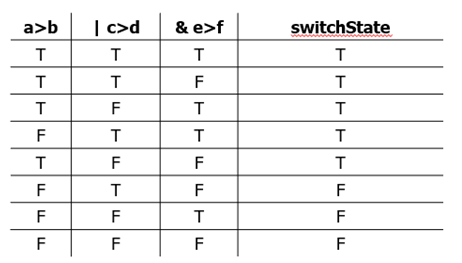 a>b | c>d & e>f switchState
T T T T
T T F T
T F T T
F T T T
T F F T
F T F F
F F T F
F F F F